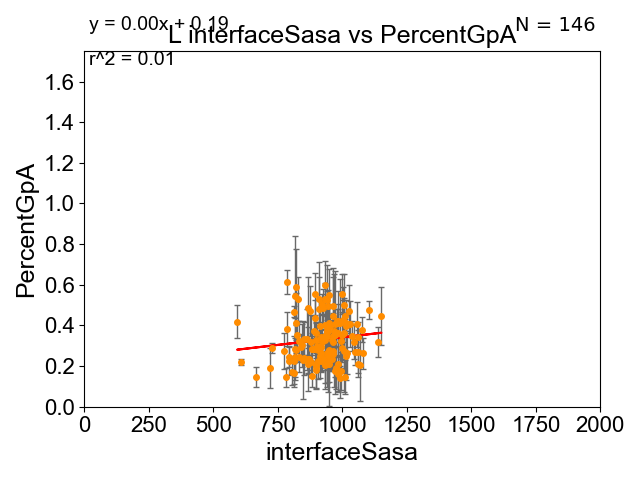 y = 0.00x + 0.19
L interfaceSasa vs PercentGpA
N = 146
r^2 = 0.01
PercentGpA
1.6
1.4
1.2
1.0
0.8
0.6
0.4
0.2
0.0
0 250 500 750 1000 1250 1500 1750 2000
interfaceSasa